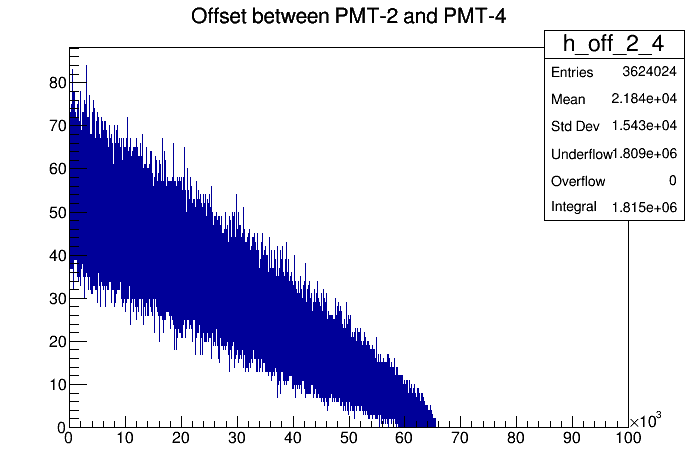 Offset between PMT-2 and PMT-4
h_off_2_4
Entries 3624024
Mean 2.184e+04
Std Dev 1.543e+04
Underflow 1.809e+06
Overflow 0
Integral 1.815e+06
80
70
60
50
40
30
20
10
0
0 10 20 30 40 50 60 70 80 90 100
×10³